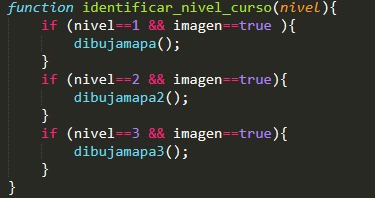 function identificar_nivel_curso(nivel){
    if (nivel==1 && imagen==true ){
        dibujamapa();
    }
    if (nivel==2 && imagen==true){
        dibujamapa2();
    }
    if (nivel==3 && imagen==true){
        dibujamapa3();
    }
}